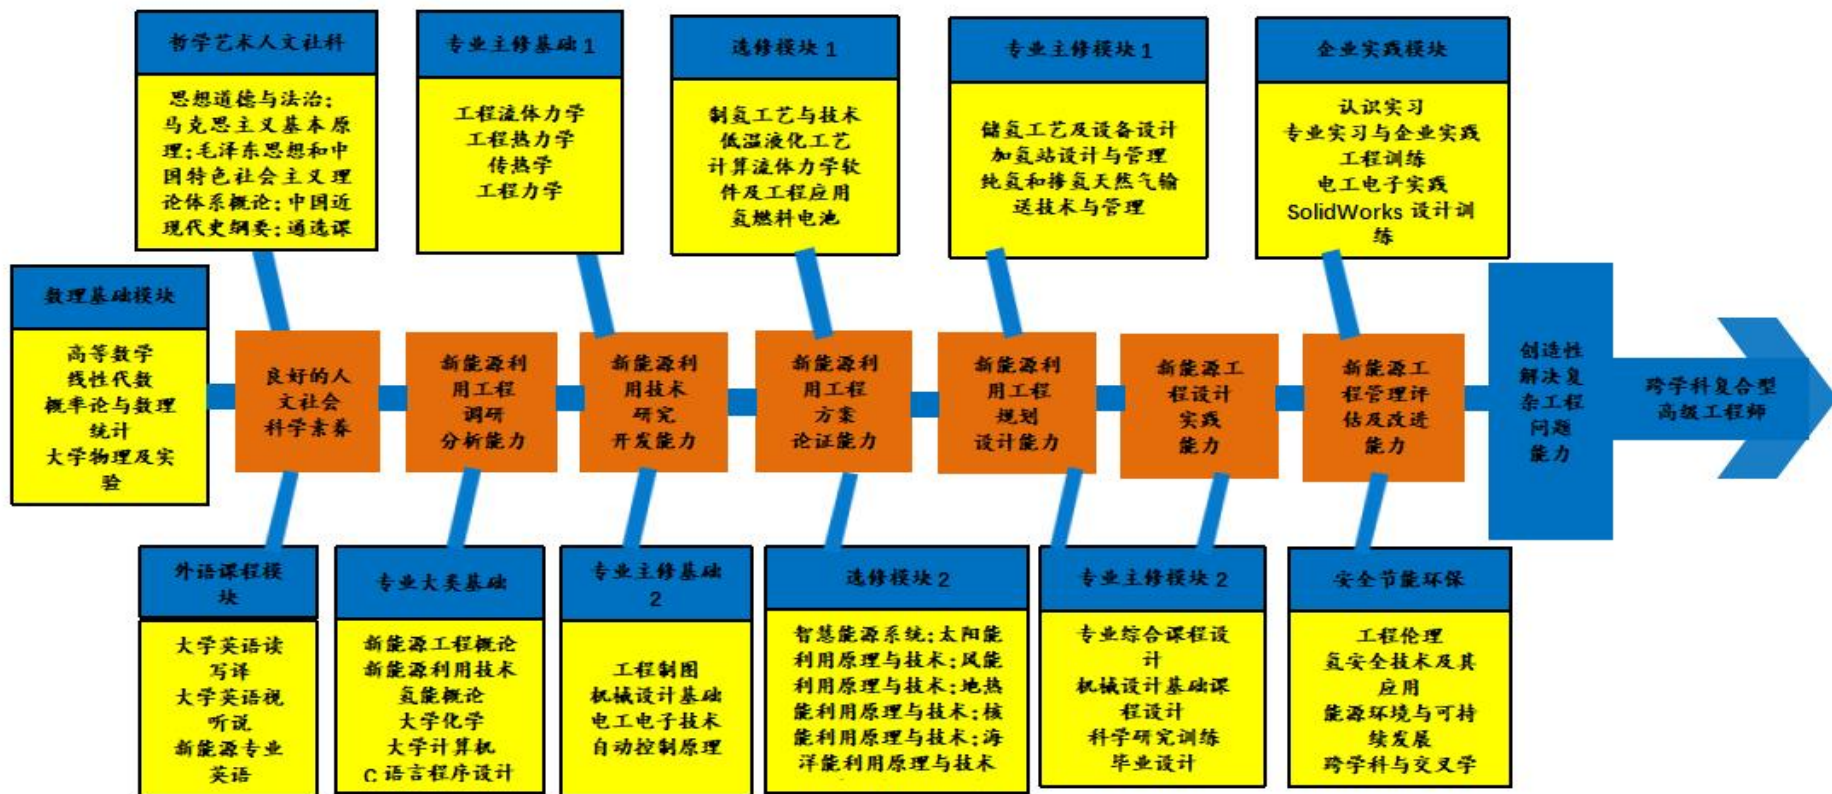 哲学艺术人文社科
思想道德与法治;
马克思主义基本原
理;毛泽东思想和中
国特色社会主义理
论体系概论;中国近
现代史纲要;通选课
专业主修基础 1
工程流体力学
工程热力学
传热学
工程力学
选修模块 1
制氢工艺与技术
低温液化工艺
计算流体力学软
件及工程应用
氢燃料电池
专业主修模块 1
储氢工艺及设备设计
加氢站设计与管理
纯氢和掺氢天然气输
送技术与管理
企业实践模块
认识实习
专业实习与企业实践
工程训练
电工电子实践
SolidWorks 设计训
练
数理基础模块
高等数学
线性代数
概率论与数理
统计
大学物理及实
验
良好的人
文社会
科学素养
新能源利
用工程
调研
分析能力
新能源利
用技术
研究
开发能力
新能源利
用工程
方案
论证能力
新能源利
用工程
规划
设计能力
新能源工
程设计
实践
能力
新能源工
程管理评
估及改进
能力
创造性
解决复
杂工程
问题
能力
跨学科复合型
高级工程师
外语课程模
块
大学英语读
写译
大学英语视
听说
新能源专业
英语
专业大类基础
新能源工程概论
新能源利用技术
氢能概论
大学化学
大学计算机
C 语言程序设计
专业主修基础
2
工程制图
机械设计基础
电工电子技术
自动控制原理
选修模块 2
智慧能源系统;太阳能
利用原理与技术;风能
利用原理与技术;地热
能利用原理与技术;核
能利用原理与技术;海
洋能利用原理与技术
专业主修模块 2
专业综合课程设
计
机械设计基础课
程设计
科学研究训练
毕业设计
安全节能环保
工程伦理
氢安全技术及其
应用
能源环境与可持
续发展
跨学科与交叉学